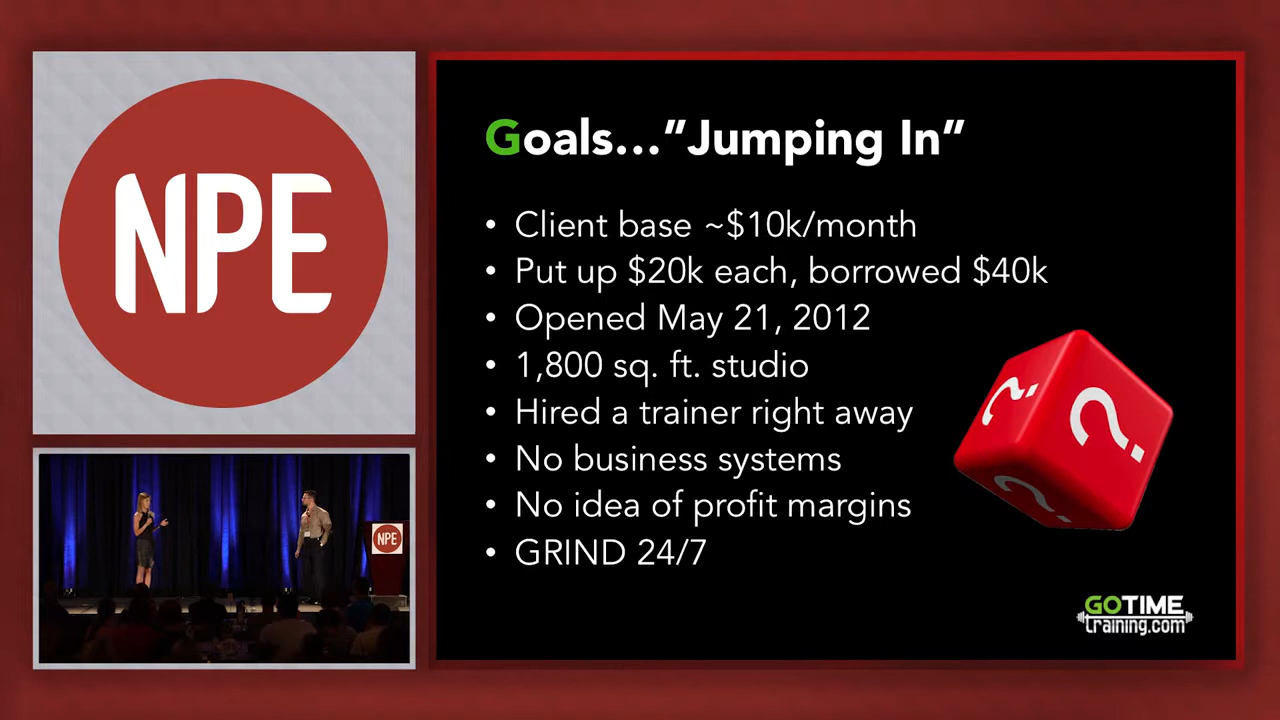 NPE
NPE
Goals…"Jumping In"
• Client base ~$10k/month
• Put up $20k each, borrowed $40k
• Opened May 21, 2012
• 1,800 sq. ft. studio
• Hired a trainer right away
• No business systems
• No idea of profit margins
• GRIND 24/7
? ? ?
GOTIME
training.com